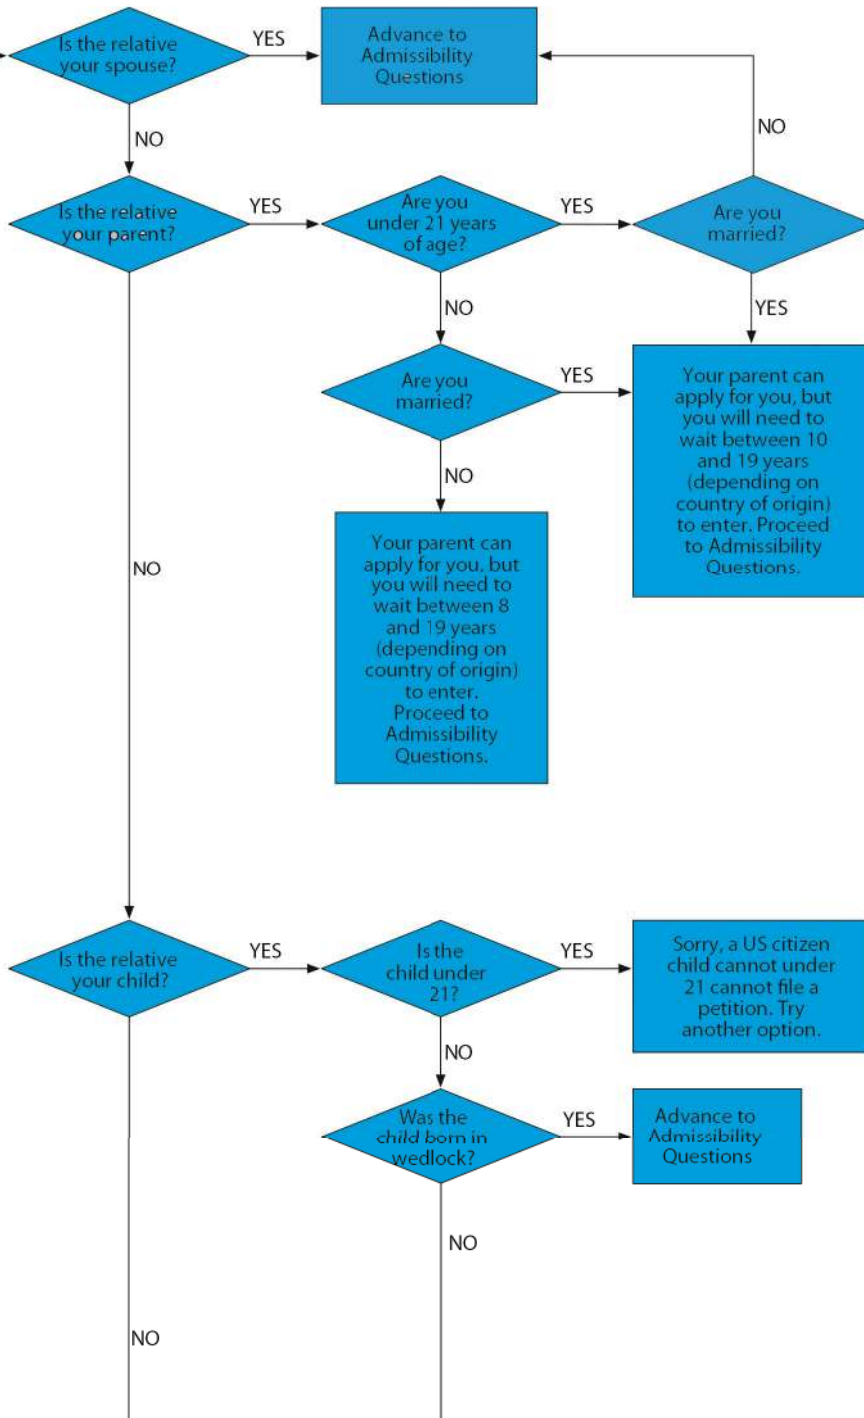 Is the relative
your spouse?
YES
Advance to
Admissibility
Questions
NO
NO
Is the relative
your parent?
YES
Are you
under 21 years
of age?
YES
Are you
married?
NO
YES
Are you
married?
YES
Your parent can
apply for you, but
you will need to
wait between 10
and 19 years
(depending on
country of origin)
to enter. Proceed
to Admissibility
Questions.
NO
Your parent can
apply for you, but
you will need to
wait between 8
and 19 years
(depending on
country of origin)
to enter.
Proceed to
Admissibility
Questions.
NO
Is the relative
your child?
YES
Is the
child under
21?
YES
Sorry, a US citizen
child cannot under
21 cannot file a
petition. Try
another option.
NO
Was the
child born in
wedlock?
YES
Advance to
Admissibility
Questions
NO
NO